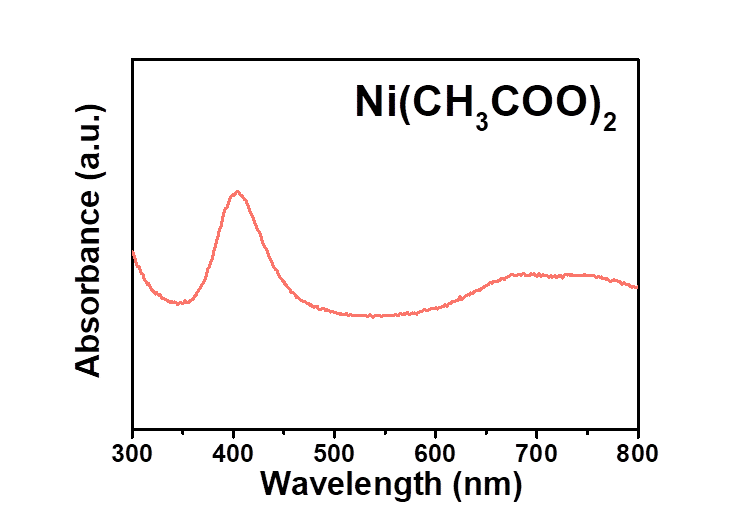 Ni(CH₃COO)₂
Absorbance (a.u.)
300 400 500 600 700 800
Wavelength (nm)